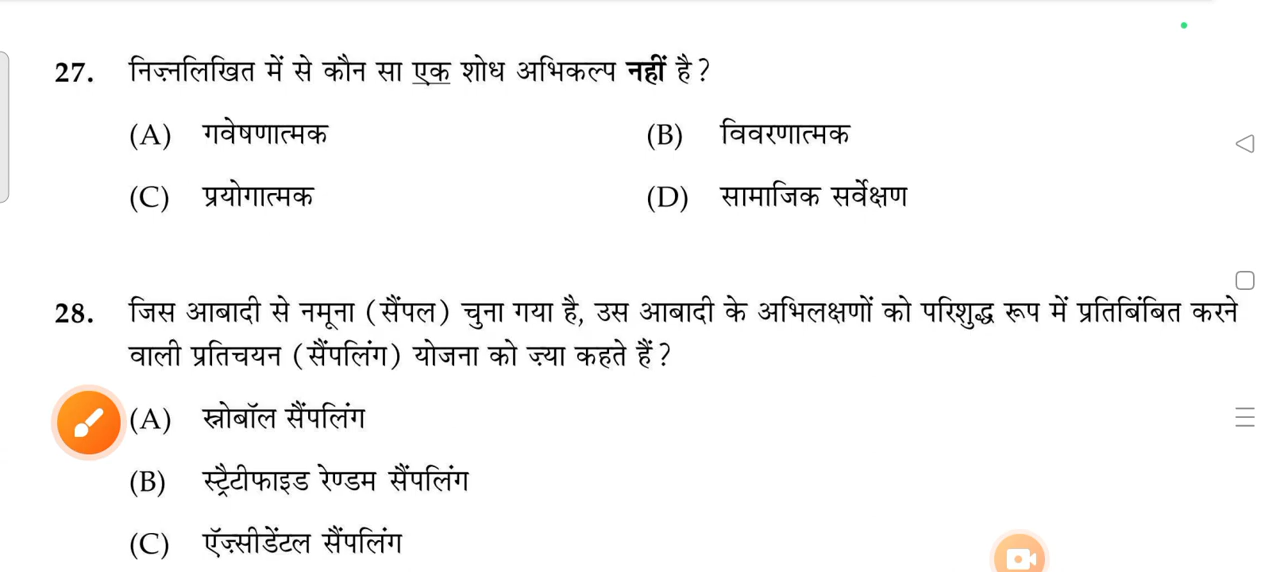 27. निज्नलिखित में से कौन सा एक शोध अभिकल्प नहीं है ?
(A) गवेषणात्मक (B) विवरणात्मक
(C) प्रयोगात्मक (D) सामाजिक सर्वेक्षण
28. जिस आबादी से नमूना (सैंपल) चुना गया है, उस आबादी के अभिलक्षणों को परिशुद्ध रूप में प्रतिबिंबित करने
वाली प्रतिचयन (सैंपलिंग) योजना को ज्या कहते हैं ?
(A) स्नोबॉल सैंपलिंग
(B) स्ट्रैटीफाइड रेण्डम सैंपलिंग
(C) ऍज़्सीडेंटल सैंपलिंग